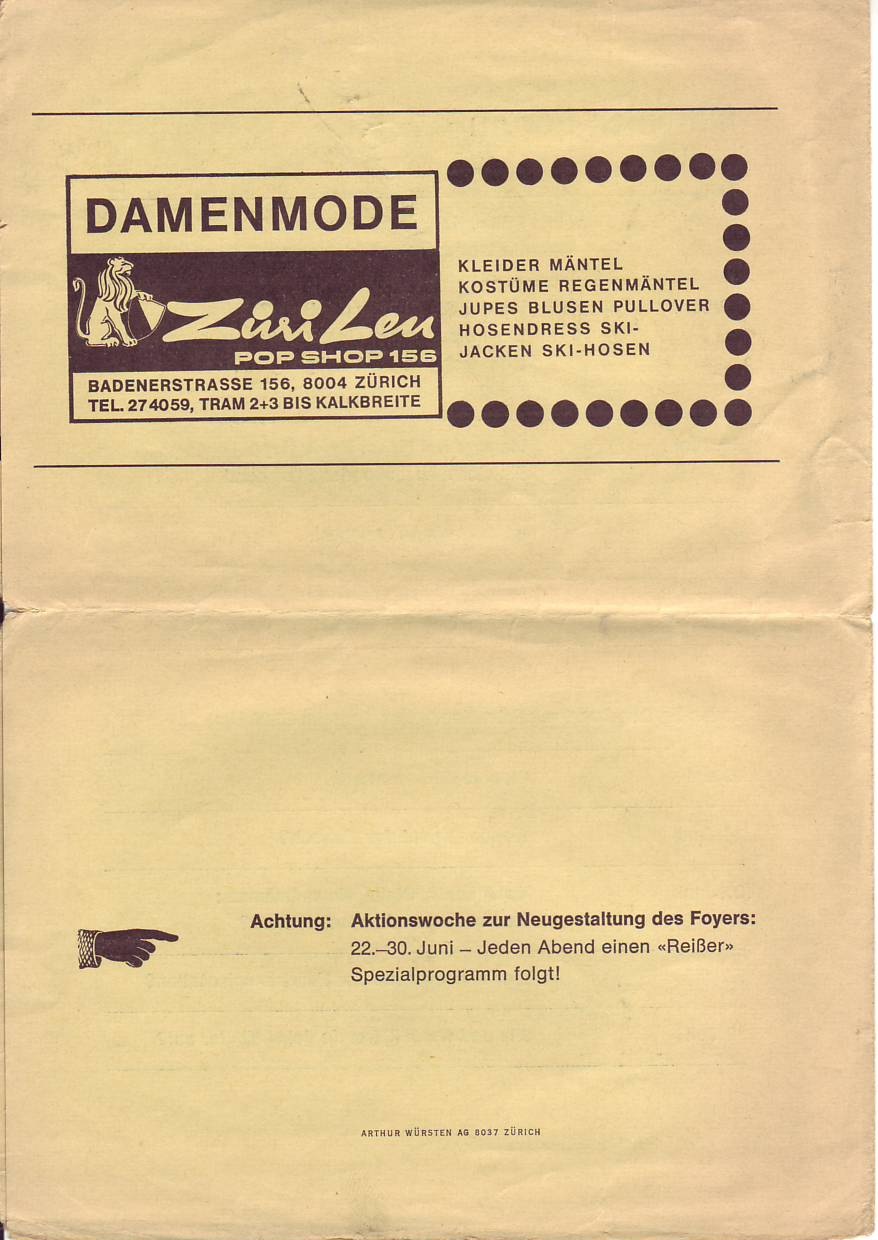 DAMENMODE
Züri Leu
POP SHOP 156
BADENERSTRASSE 156, 8004 ZÜRICH
TEL. 274059, TRAM 2+3 BIS KALKBREITE
KLEIDER MÄNTEL
KOSTÜME REGENMÄNTEL
JUPES BLUSEN PULLOVER
HOSENDRESS SKI-
JACKEN SKI-HOSEN
Achtung: Aktionswoche zur Neugestaltung des Foyers:
22.–30. Juni – Jeden Abend einen «Reißer»
Spezialprogramm folgt!
ARTHUR WÜRSTEN AG 8037 ZÜRICH